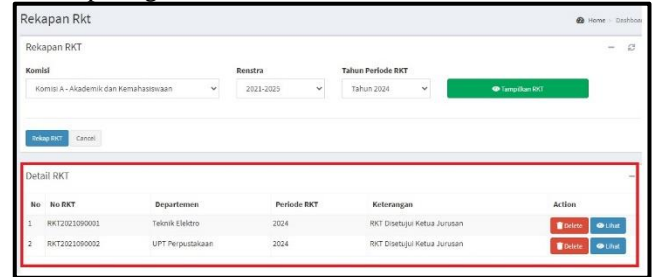 Rekapan Rkt
Home - Dashboar
Rekapan RKT
Komisi Renstra Tahun Periode RKT
Komisi A - Akademik dan Kemahasiswaan 2021-2025 Tahun 2024 Tampilkan RKT
Rekap RKT Cancel
Detail RKT
No No RKT Departemen Periode RKT Keterangan Action
1 RKT2021090001 Teknik Elektro 2024 RKT Disetujui Ketua Jurusan Delete Lihat
2 RKT2021090002 UPT Perpustakaan 2024 RKT Disetujui Ketua Jurusan Delete Lihat